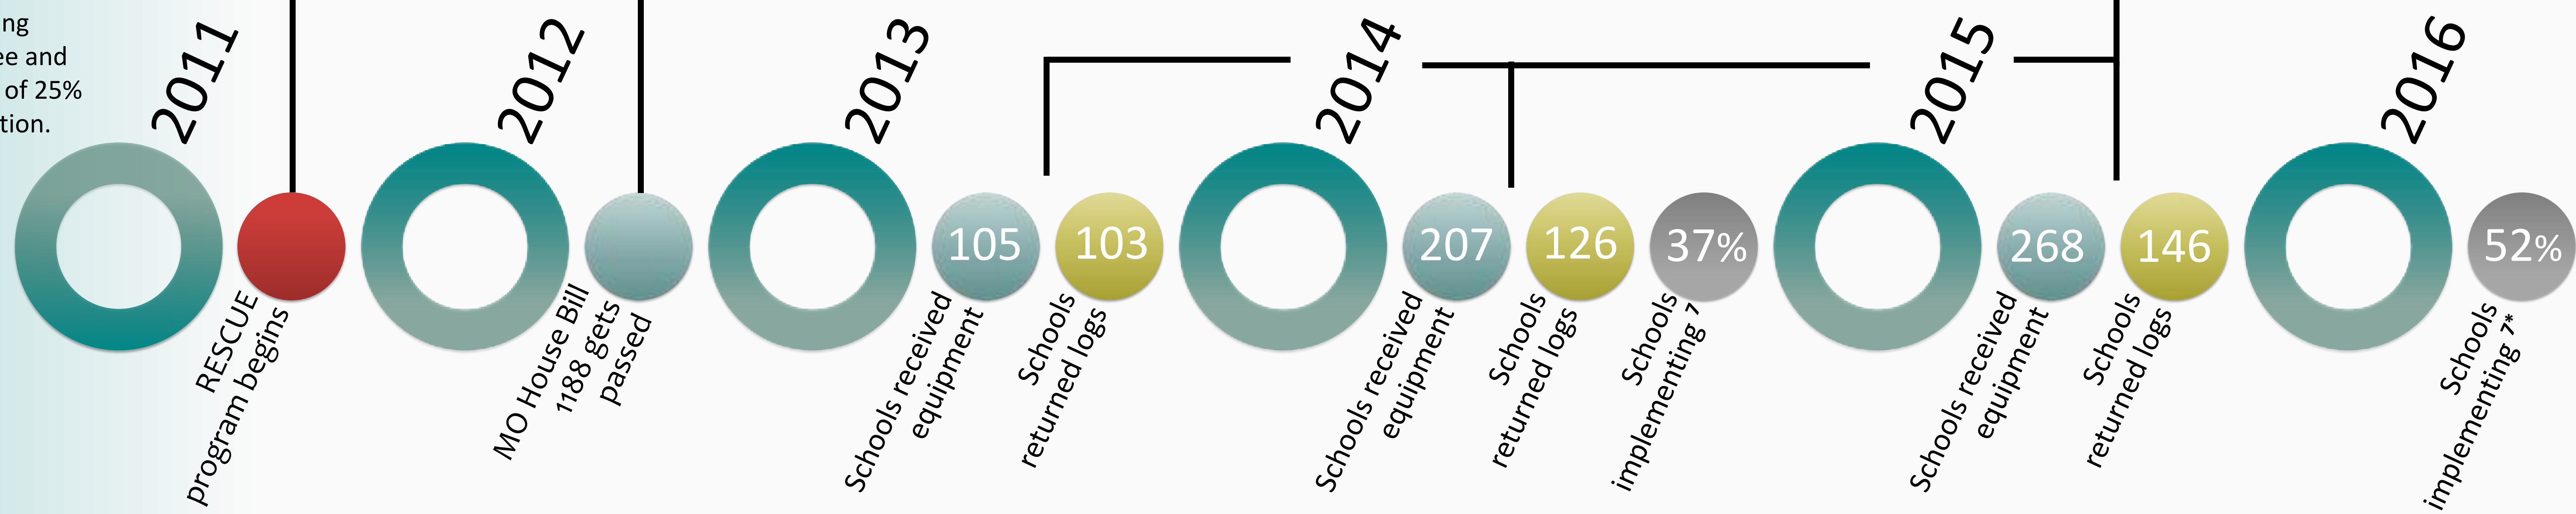 ng
ee and
of 25%
tion.
2011
RESCUE
program begins
2012
MO House Bill
1188 gets
passed
2013
105
Schools received
equipment
103
Schools
returned logs
2014
207
Schools received
equipment
126
Schools
returned logs
37%
Schools
implementing 7
2015
268
Schools received
equipment
146
Schools
returned logs
2016
52%
Schools
implementing 7*